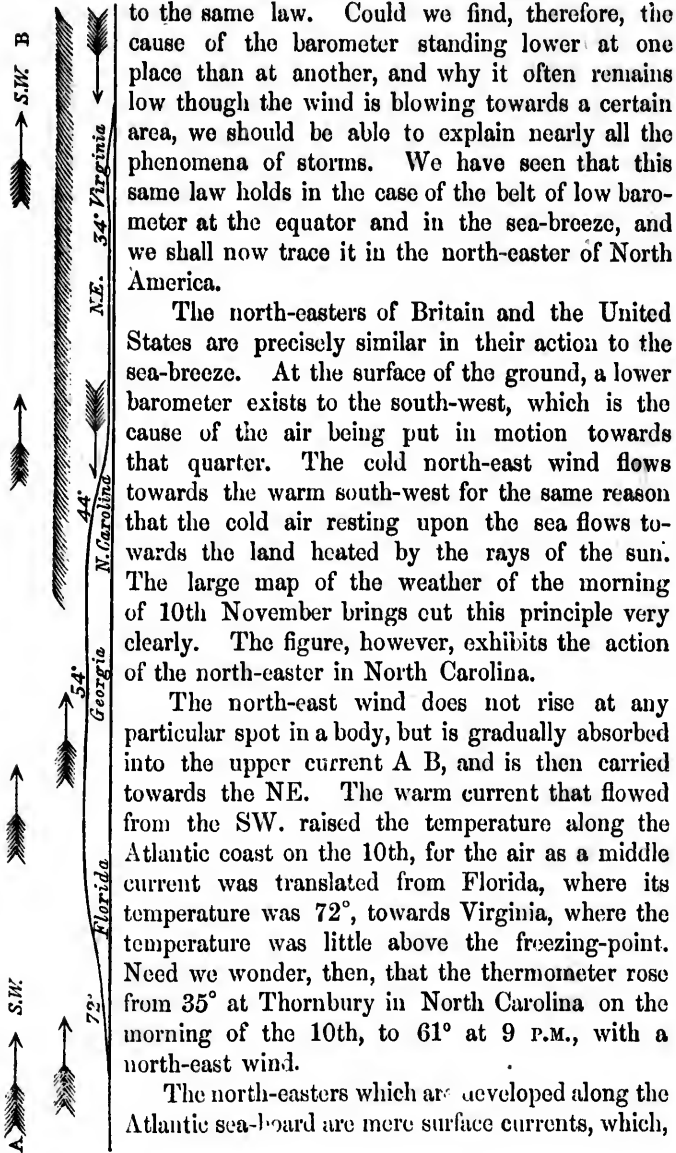 to the same law. Could we find, therefore, the
cause of the barometer standing lower at one
place than at another, and why it often remains
low though the wind is blowing towards a certain
area, we should be able to explain nearly all the
phenomena of storms. We have seen that this
same law holds in the case of the belt of low baro-
meter at the equator and in the sea-breeze, and
we shall now trace it in the north-easter of North
America.
The north-easters of Britain and the United
States are precisely similar in their action to the
sea-breeze. At the surface of the ground, a lower
barometer exists to the south-west, which is the
cause of the air being put in motion towards
that quarter. The cold north-east wind flows
towards the warm south-west for the same reason
that the cold air resting upon the sea flows to-
wards the land heated by the rays of the sun.
The large map of the weather of the morning
of 10th November brings out this principle very
clearly. The figure, however, exhibits the action
of the north-easter in North Carolina.
The north-east wind does not rise at any
particular spot in a body, but is gradually absorbed
into the upper current A B, and is then carried
towards the NE. The warm current that flowed
from the SW. raised the temperature along the
Atlantic coast on the 10th, for the air as a middle
current was translated from Florida, where its
temperature was 72°, towards Virginia, where the
temperature was little above the freezing-point.
Need we wonder, then, that the thermometer rose
from 35° at Thornbury in North Carolina on the
morning of the 10th, to 61° at 9 P.M., with a
north-east wind.
The north-easters which are developed along the
Atlantic sea-board are mere surface currents, which,
A S.W. S.W. B
72° Florida 54° Georgia 44° N. Carolina N.E. 34° Virginia